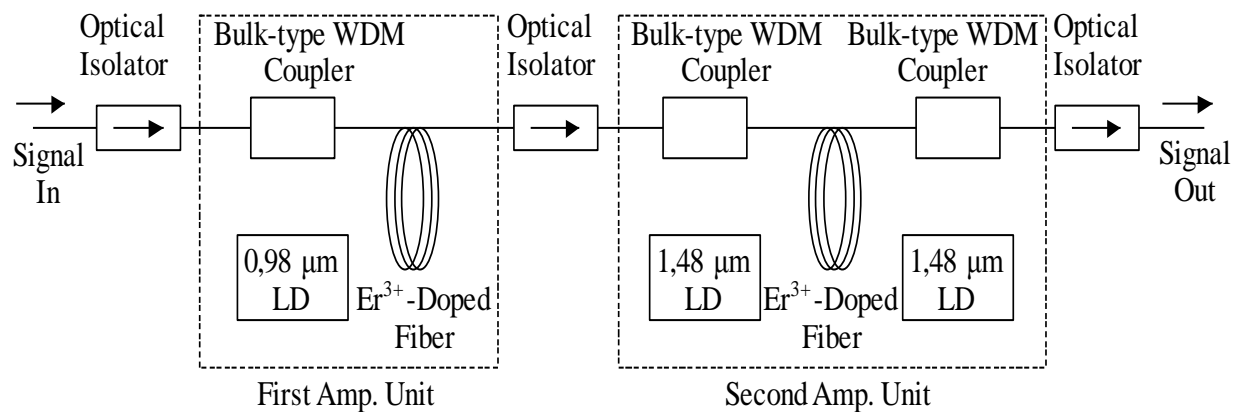 Optical
Isolator
Bulk-type WDM
Coupler
Optical
Isolator
Bulk-type WDM
Coupler
Bulk-type WDM
Coupler
Optical
Isolator
Signal
In
Signal
Out
0,98 μm
LD
Er³⁺-Doped
Fiber
1,48 μm
LD
Er³⁺-Doped
Fiber
1,48 μm
LD
First Amp. Unit
Second Amp. Unit